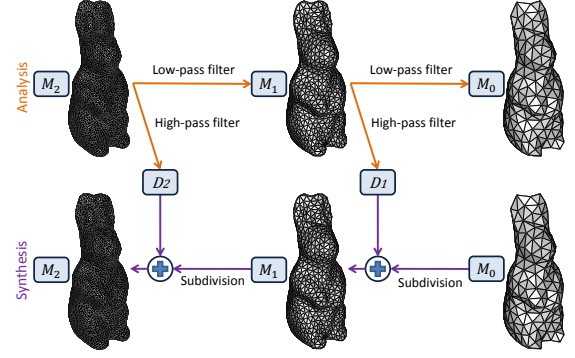 Analysis
M2
Low-pass filter
M1
Low-pass filter
M0
High-pass filter
High-pass filter
D2
D1
Synthesis
M2
Subdivision
M1
Subdivision
M0